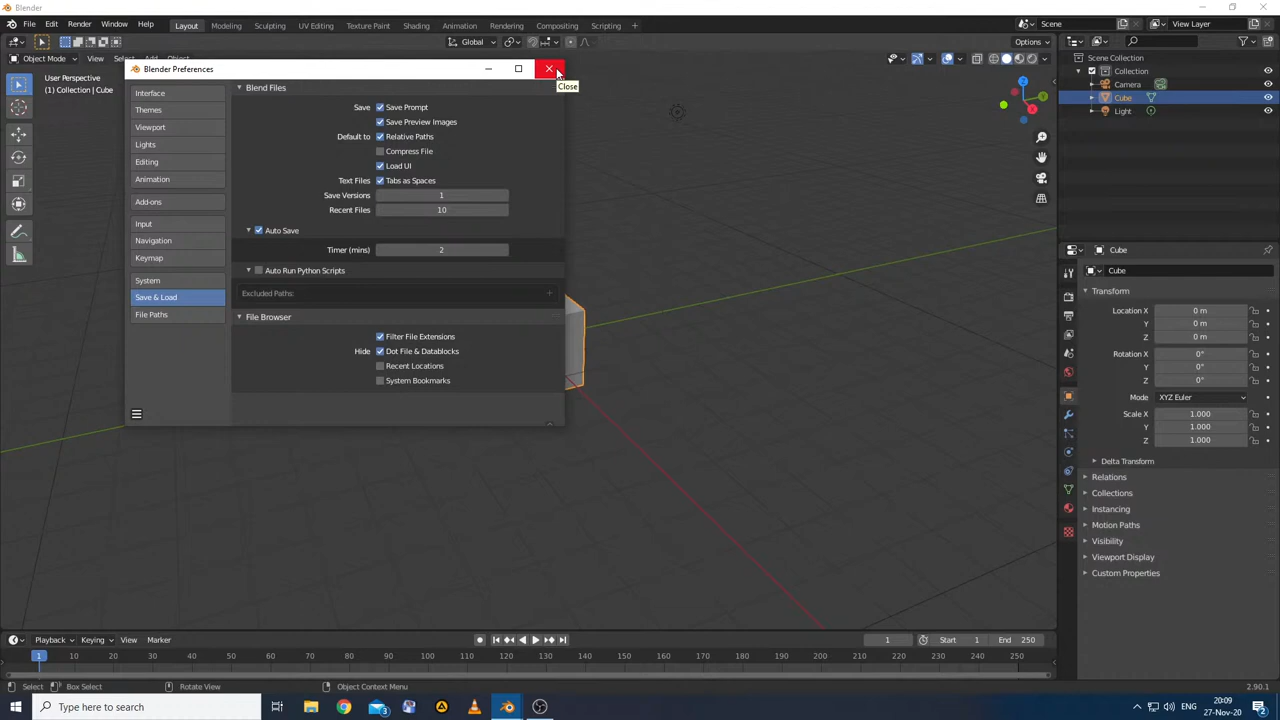 Blender
File Edit Render Window Help Layout Modeling Sculpting UV Editing Texture Paint Shading Animation Rendering Compositing Scripting + Scene View Layer
Global Options
Object Mode View Select Add Object
User Perspective
(1) Collection | Cube
Blender Preferences
Close
Interface
Themes
Viewport
Lights
Editing
Animation
Add-ons
Input
Navigation
Keymap
System
Save & Load
File Paths
Blend Files
Save Save Prompt
Save Preview Images
Default to Relative Paths
Compress File
Load UI
Text Files Tabs as Spaces
Save Versions 1
Recent Files 10
Auto Save
Timer (mins) 2
Auto Run Python Scripts
Excluded Paths:
File Browser
Filter File Extensions
Hide Dot File & Datablocks
Recent Locations
System Bookmarks
Z
Y
X
Scene Collection
Collection
Camera
Cube
Light
Cube
Cube
Transform
Location X 0 m
Y 0 m
Z 0 m
Rotation X 0°
Y 0°
Z 0°
Mode XYZ Euler
Scale X 1.000
Y 1.000
Z 1.000
Delta Transform
Relations
Collections
Instancing
Motion Paths
Visibility
Viewport Display
Custom Properties
Playback Keying View Marker 1 Start 1 End 250
1 10 20 30 40 50 60 70 80 90 100 110 120 130 140 150 160 170 180 190 200 210 220 230 240 250
Select Box Select Rotate View Object Context Menu 2.90.1
Type here to search 3 ENG 20:09
27-Nov-20